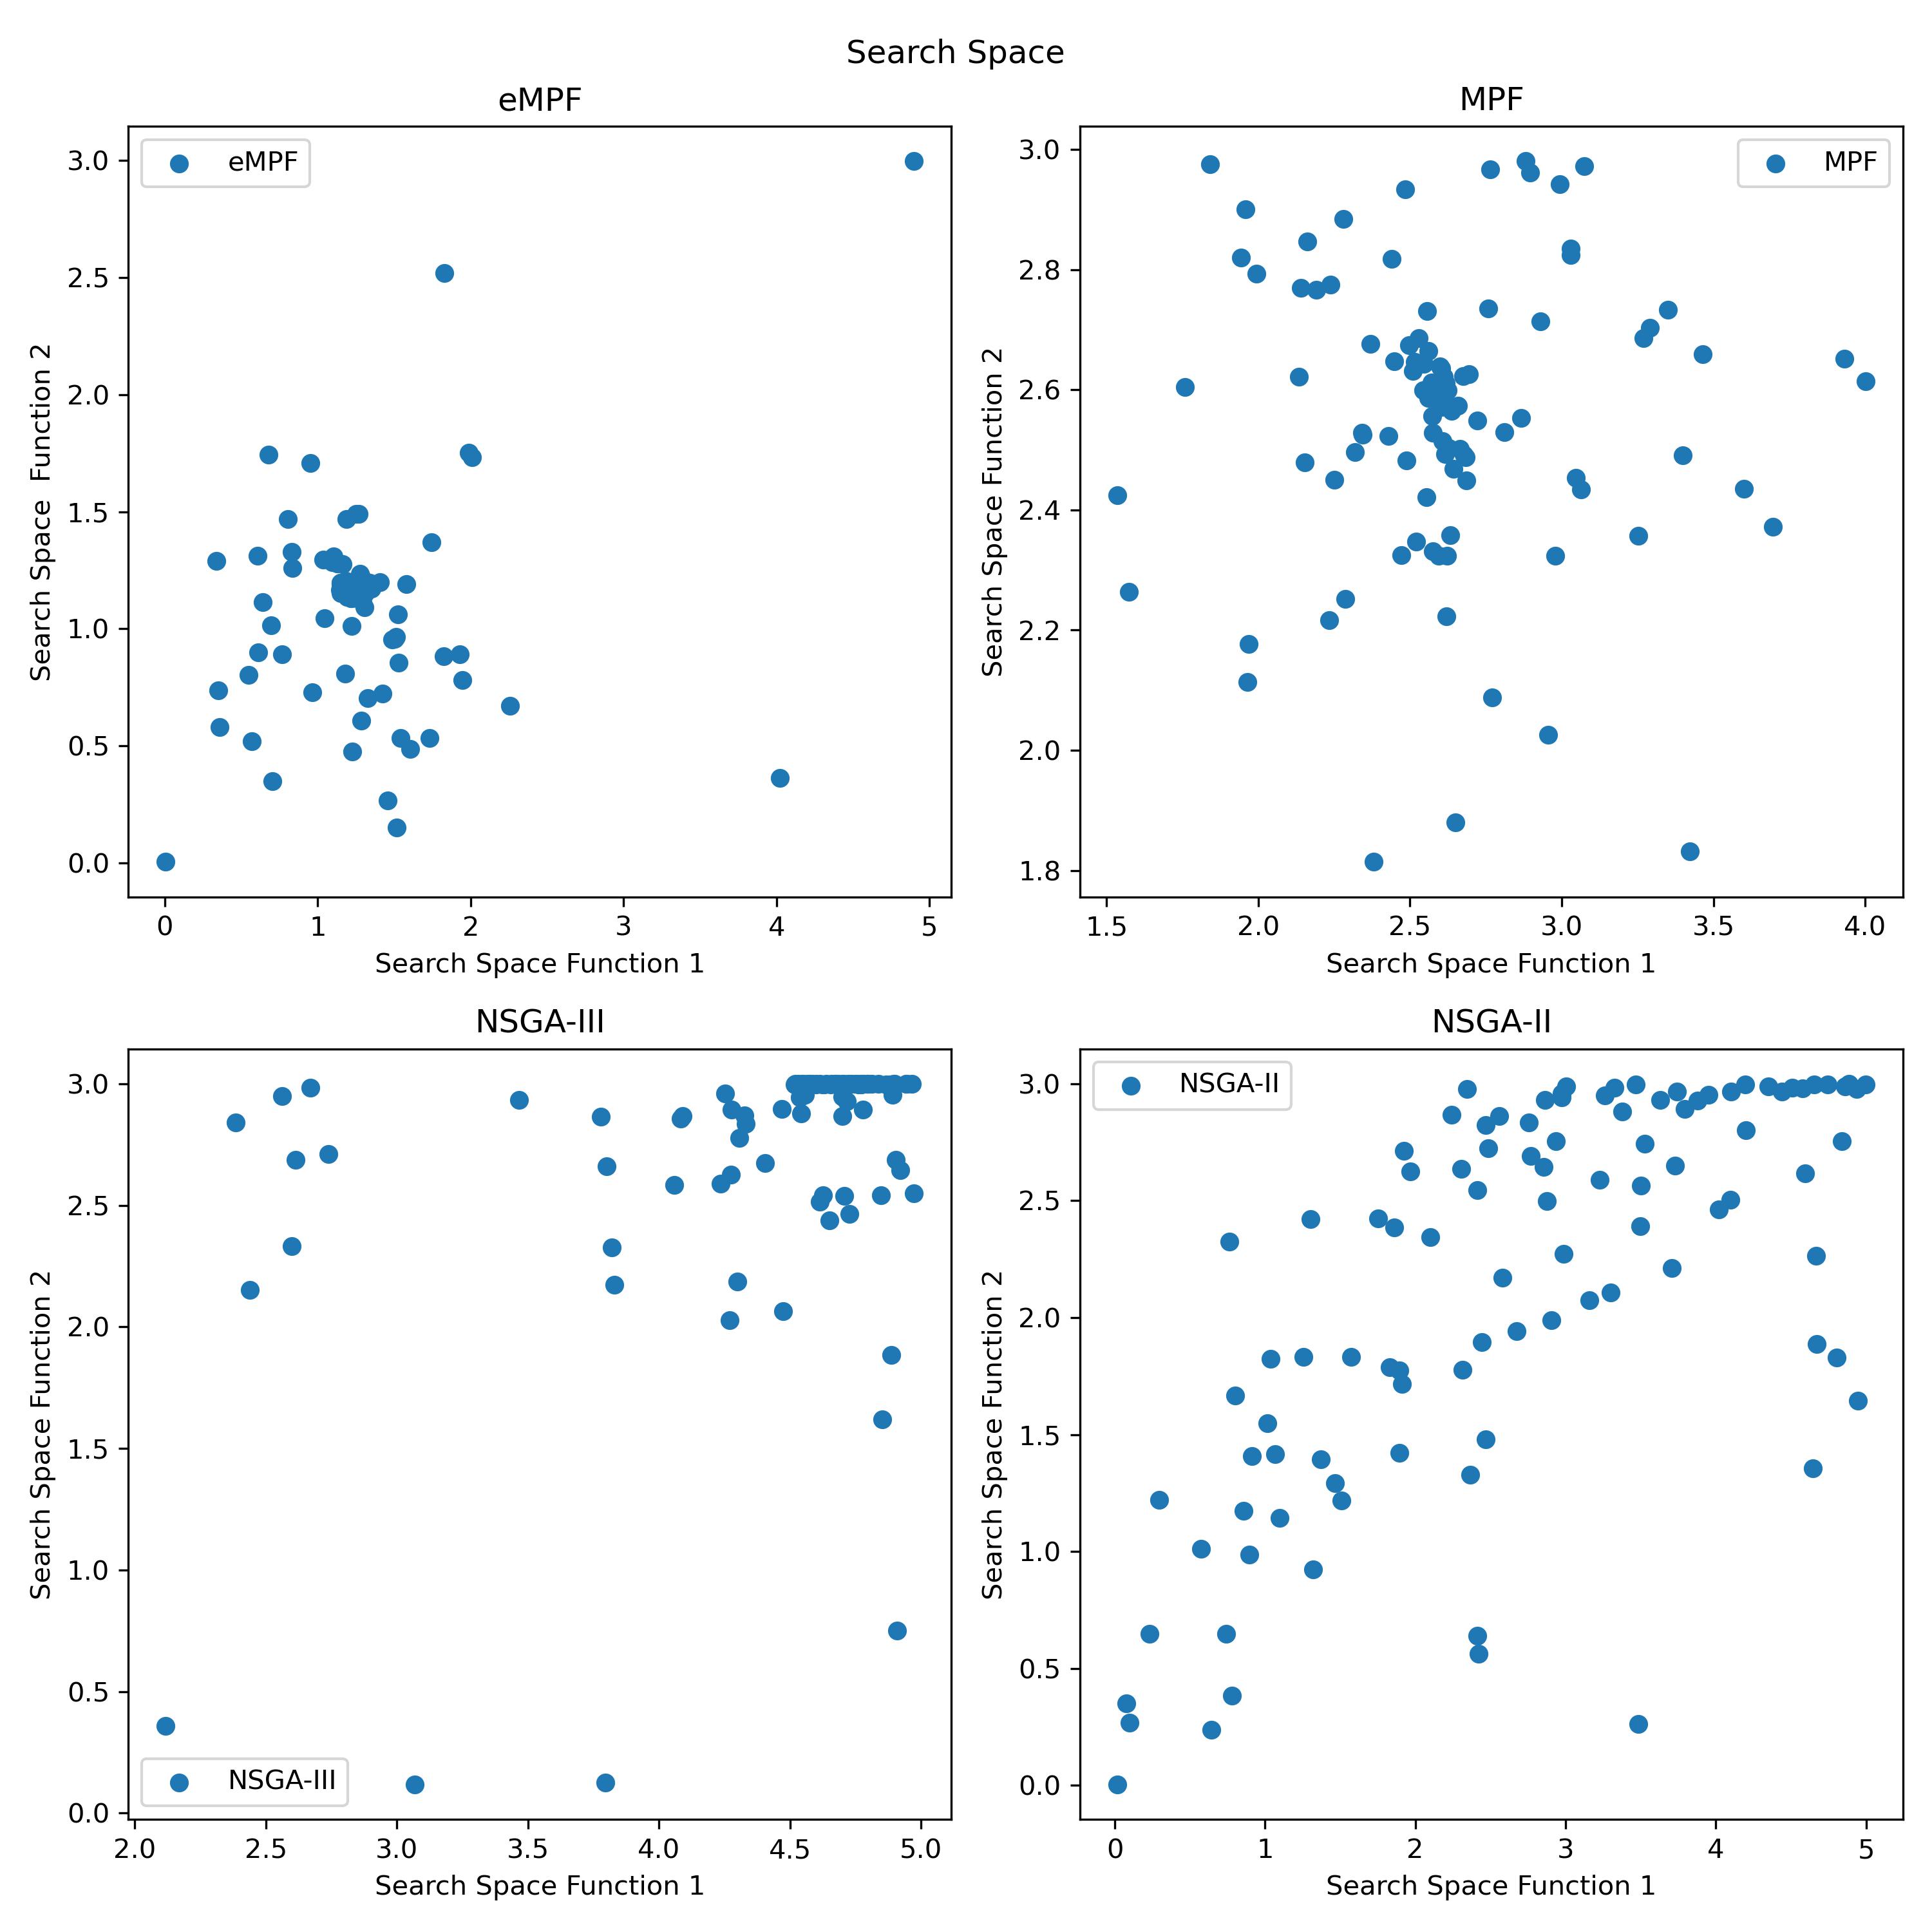 Search Space
eMPF
eMPF
3.0
2.5
2.0
1.5
1.0
0.5
0.0
Search Space  Function 2
0 1 2 3 4 5
Search Space Function 1
MPF
MPF
3.0
2.8
2.6
2.4
2.2
2.0
1.8
Search Space Function 2
1.5 2.0 2.5 3.0 3.5 4.0
Search Space Function 1
NSGA-III
3.0
2.5
2.0
1.5
1.0
0.5
0.0
Search Space Function 2
NSGA-III
2.0 2.5 3.0 3.5 4.0 4.5 5.0
Search Space Function 1
NSGA-II
NSGA-II
3.0
2.5
2.0
1.5
1.0
0.5
0.0
Search Space Function 2
0 1 2 3 4 5
Search Space Function 1